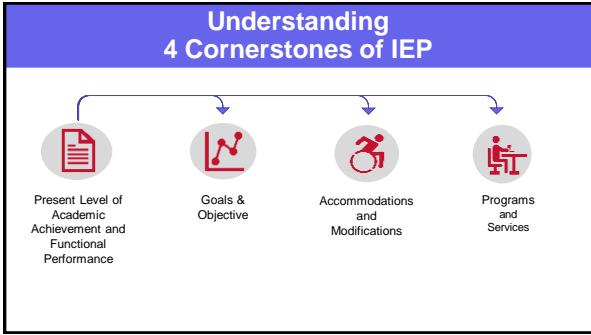 Understanding
4 Cornerstones of IEP
Present Level of
Academic
Achievement and
Functional
Performance
Goals &
Objective
Accommodations
and
Modifications
Programs
and
Services